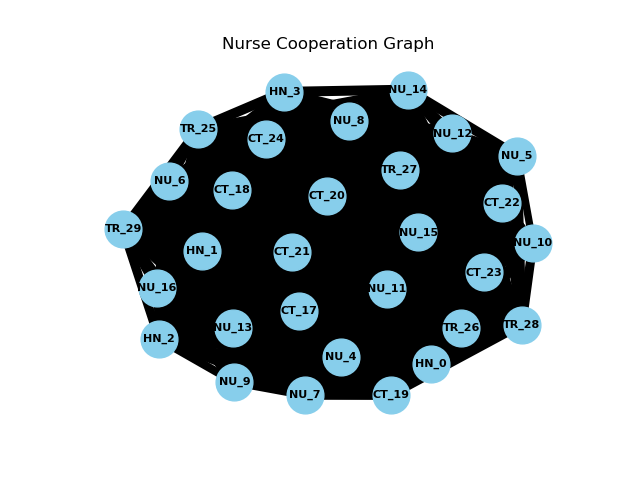 Nurse Cooperation Graph
HN_3
NU_14
NU_8
TR_25
NU_12
CT_24
NU_5
TR_27
NU_6
CT_18
CT_20
CT_22
TR_29
NU_15
NU_10
HN_1
CT_21
CT_23
NU_16
NU_11
CT_17
TR_28
NU_13
TR_26
HN_2
NU_4
HN_0
NU_9
NU_7
CT_19